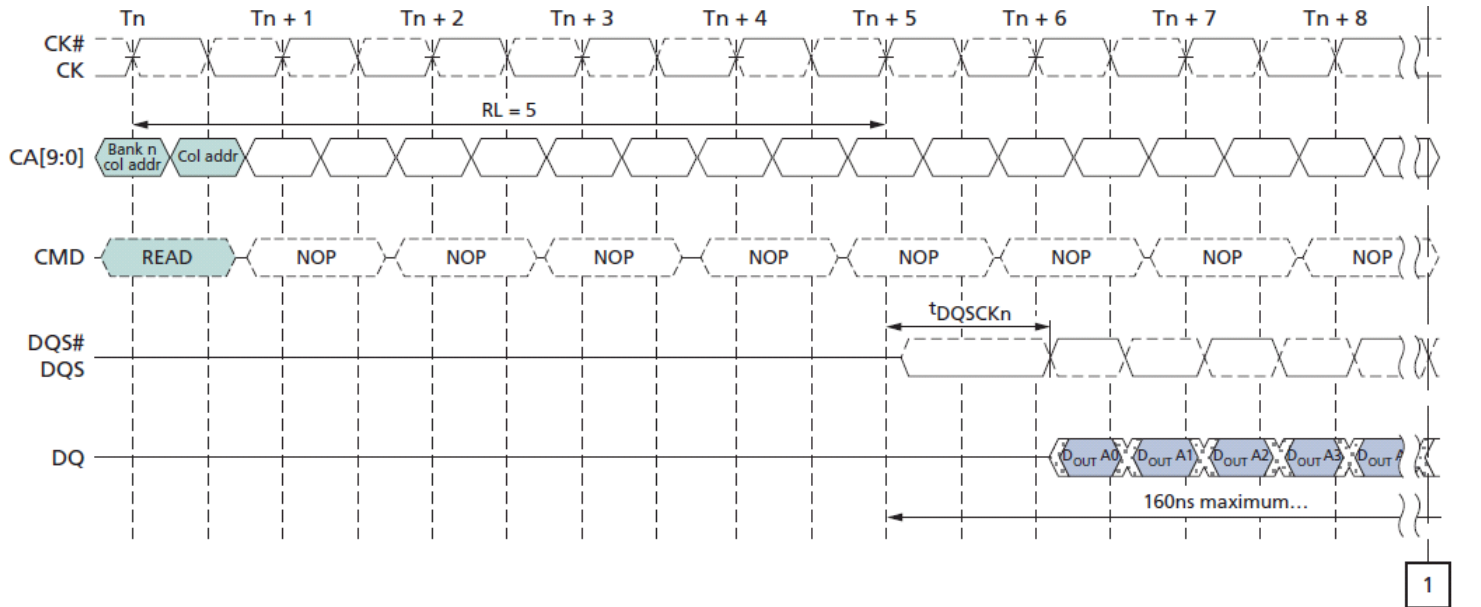 Tn Tn + 1 Tn + 2 Tn + 3 Tn + 4 Tn + 5 Tn + 6 Tn + 7 Tn + 8
CK#
CK
RL = 5
CA[9:0] Bank n col addr Col addr
CMD READ NOP NOP NOP NOP NOP NOP NOP NOP
tDQSCKn
DQS#
DQS
DQ DOUT A0 DOUT A1 DOUT A2 DOUT A3 DOUT A
160ns maximum…
1